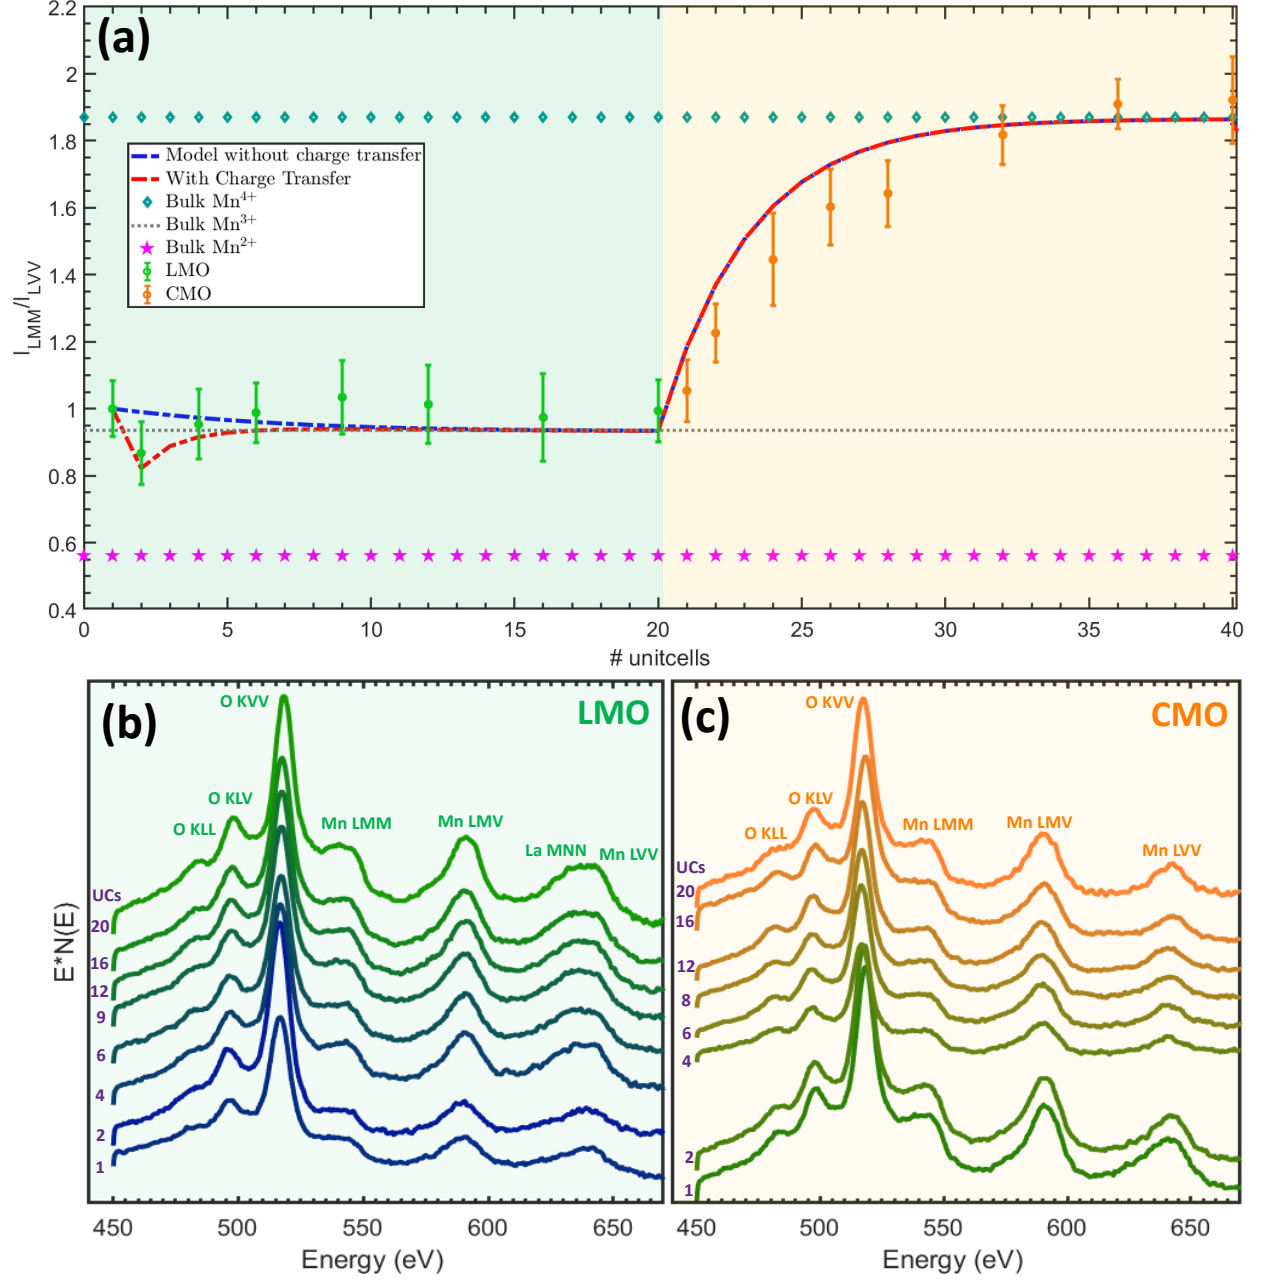 (a)
2.2
2
1.8
1.6
1.4
1.2
1
0.8
0.6
0.4
I_LMM/I_LVV
Model without charge transfer
With Charge Transfer
Bulk Mn⁴⁺
Bulk Mn³⁺
Bulk Mn²⁺
LMO
CMO
0 5 10 15 20 25 30 35 40
# unitcells
(b)
LMO
O KVV
O KLV
O KLL
Mn LMM
Mn LMV
La MNN
Mn LVV
UCs
20
16
12
9
6
4
2
1
E*N(E)
450 500 550 600 650
Energy (eV)
(c)
CMO
O KVV
O KLV
O KLL
Mn LMM
Mn LMV
Mn LVV
UCs
20
16
12
8
6
4
2
1
450 500 550 600 650
Energy (eV)